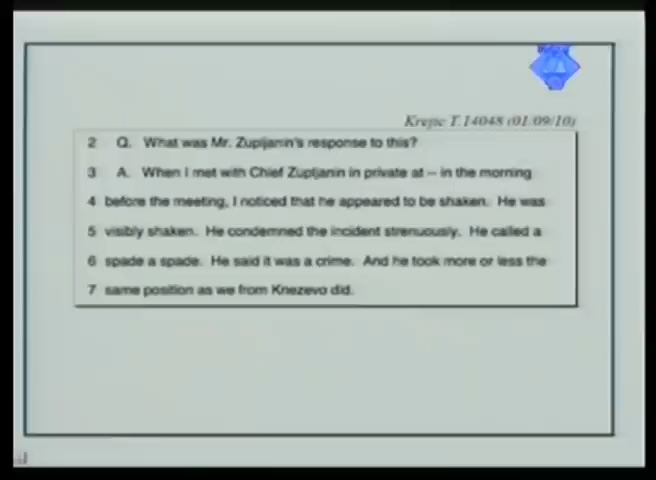 Krejic T.14048 (01/09/10)
2 Q. What was Mr. Zupljanin's response to this?
3 A. When I met with Chief Zupljanin in private at -- in the morning
4 before the meeting, I noticed that he appeared to be shaken. He was
5 visibly shaken. He condemned the incident strenuously. He called a
6 spade a spade. He said it was a crime. And he took more or less the
7 same position as we from Knezevo did.